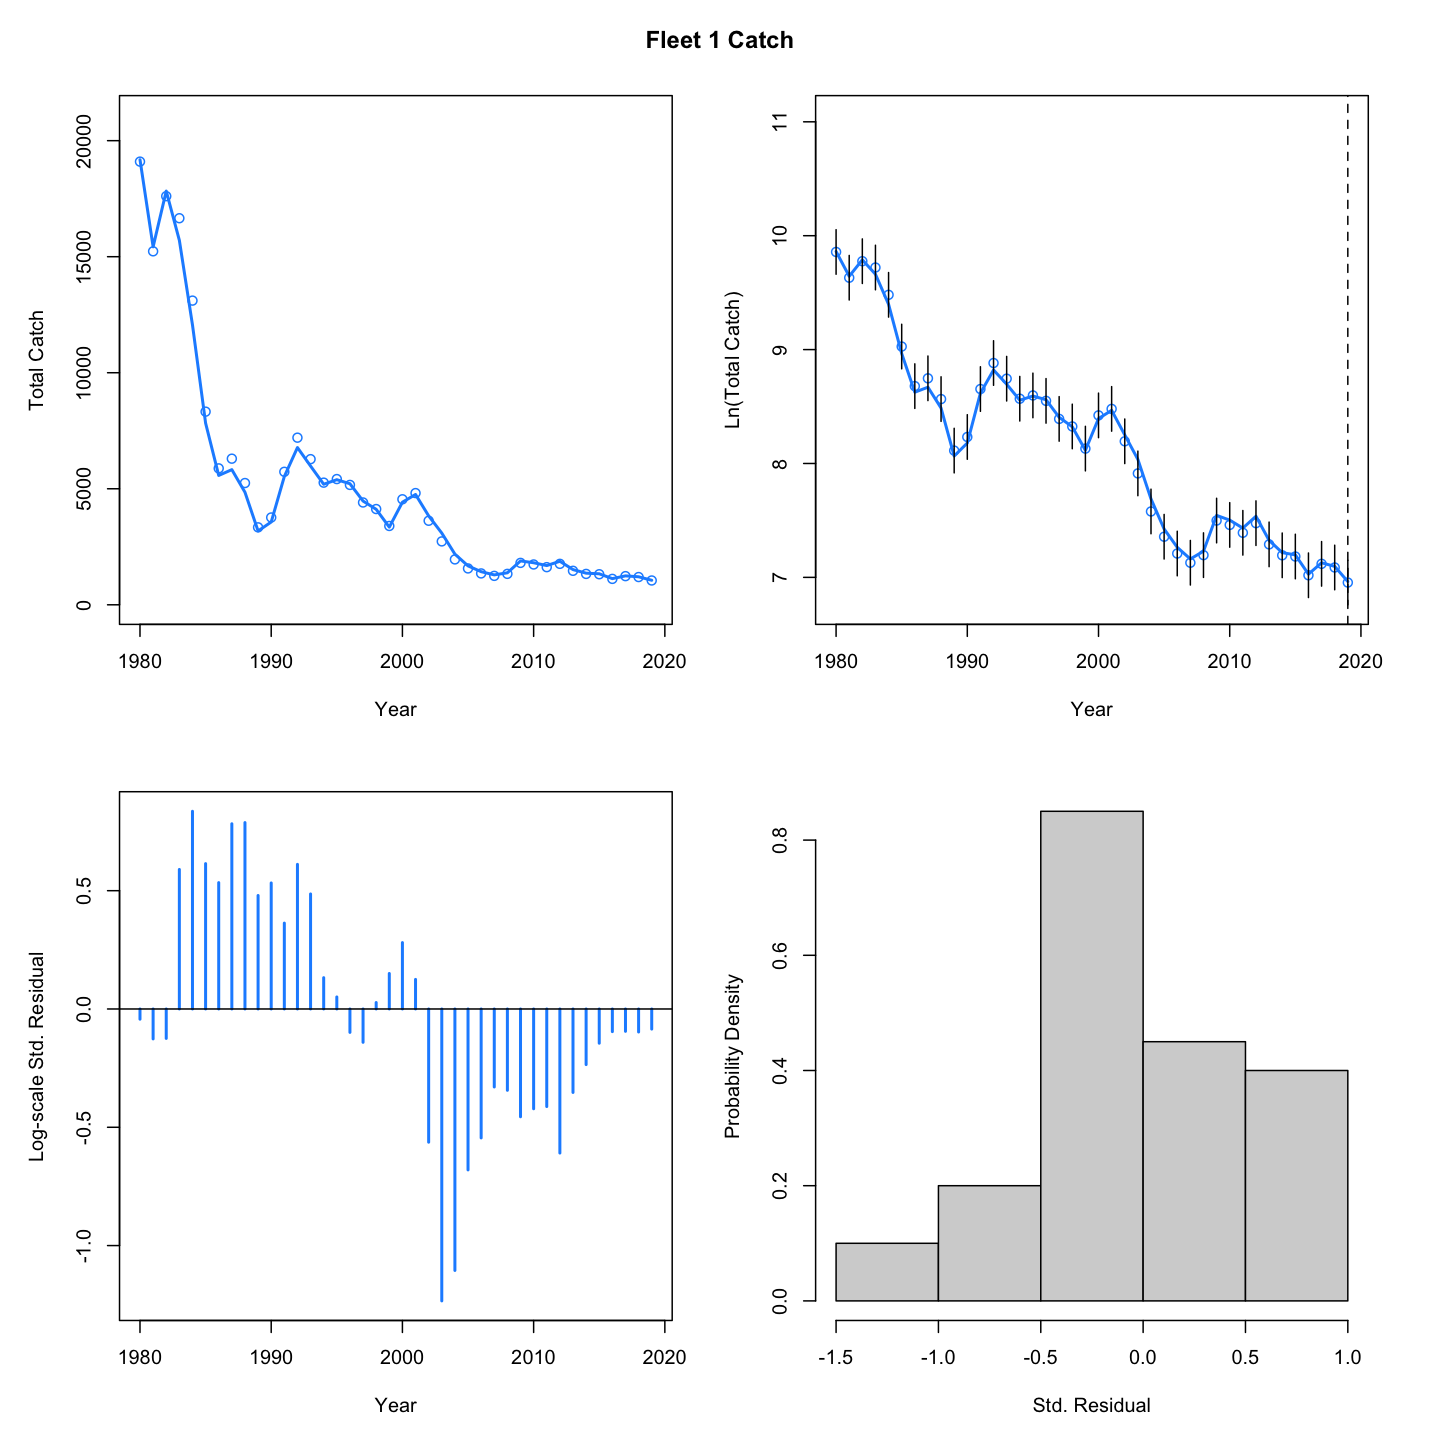 Fleet 1 Catch
Total Catch
20000
15000
10000
5000
0
1980 1990 2000 2010 2020
Year
Ln(Total Catch)
11
10
9
8
7
1980 1990 2000 2010 2020
Year
Log-scale Std. Residual
0.5
0.0
-0.5
-1.0
1980 1990 2000 2010 2020
Year
Probability Density
0.8
0.6
0.4
0.2
0.0
-1.5 -1.0 -0.5 0.0 0.5 1.0
Std. Residual